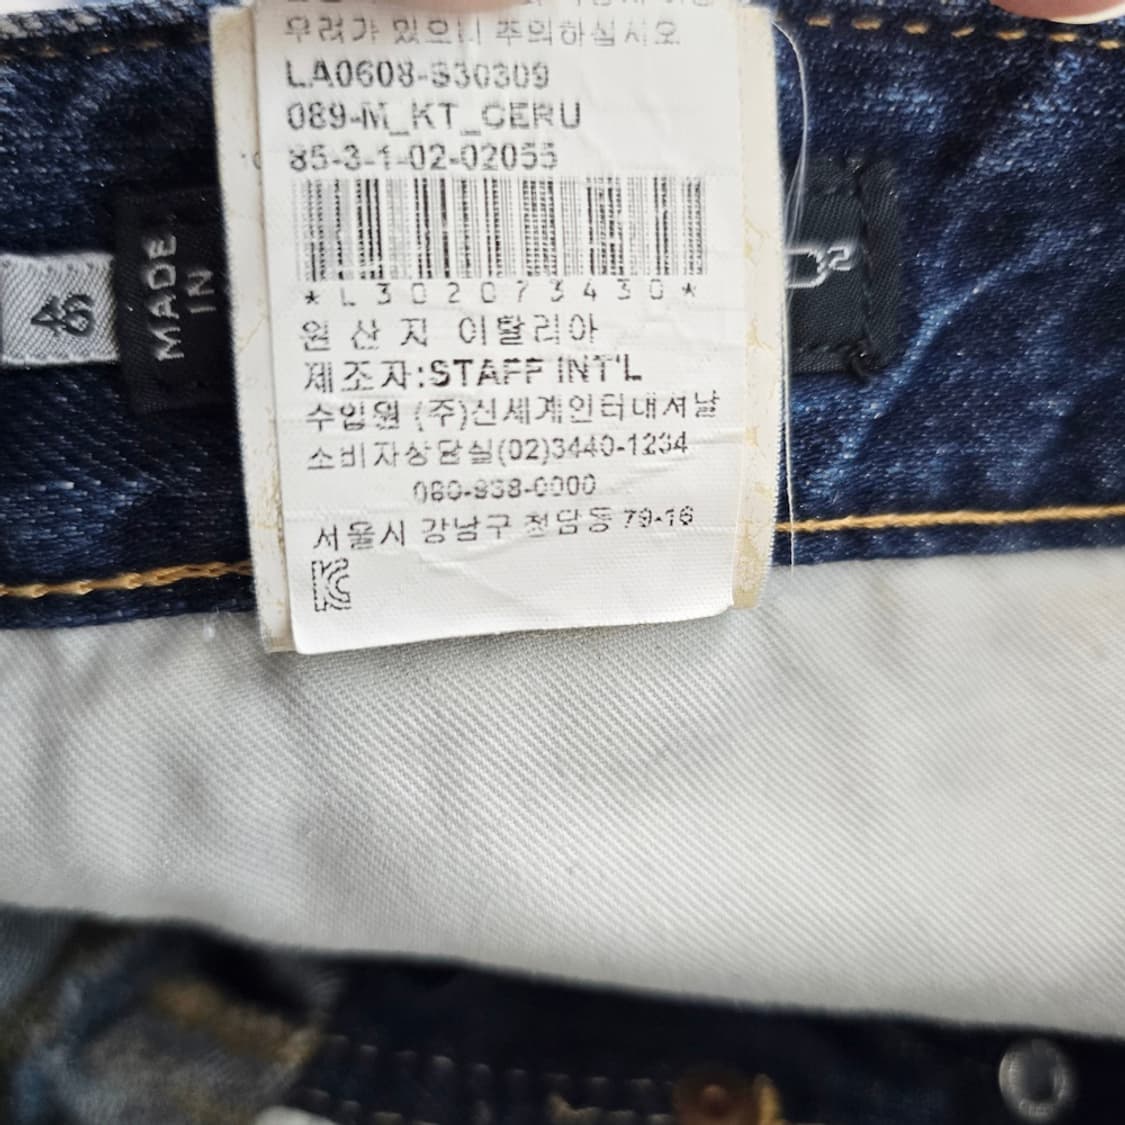 우려가 있으니 주의하십시오
LA0608-S30309
089-M_KT_CERU
85-3-1-02-02055
*L302073430*
원 산 지 이탈리아
제조자:STAFF INT'L
수입원 (주)신세계인터내셔날
소비자상담실(02)3440-1234
080-938-0000
서울시 강남구 청담동 79-16
MADE
IN
D²